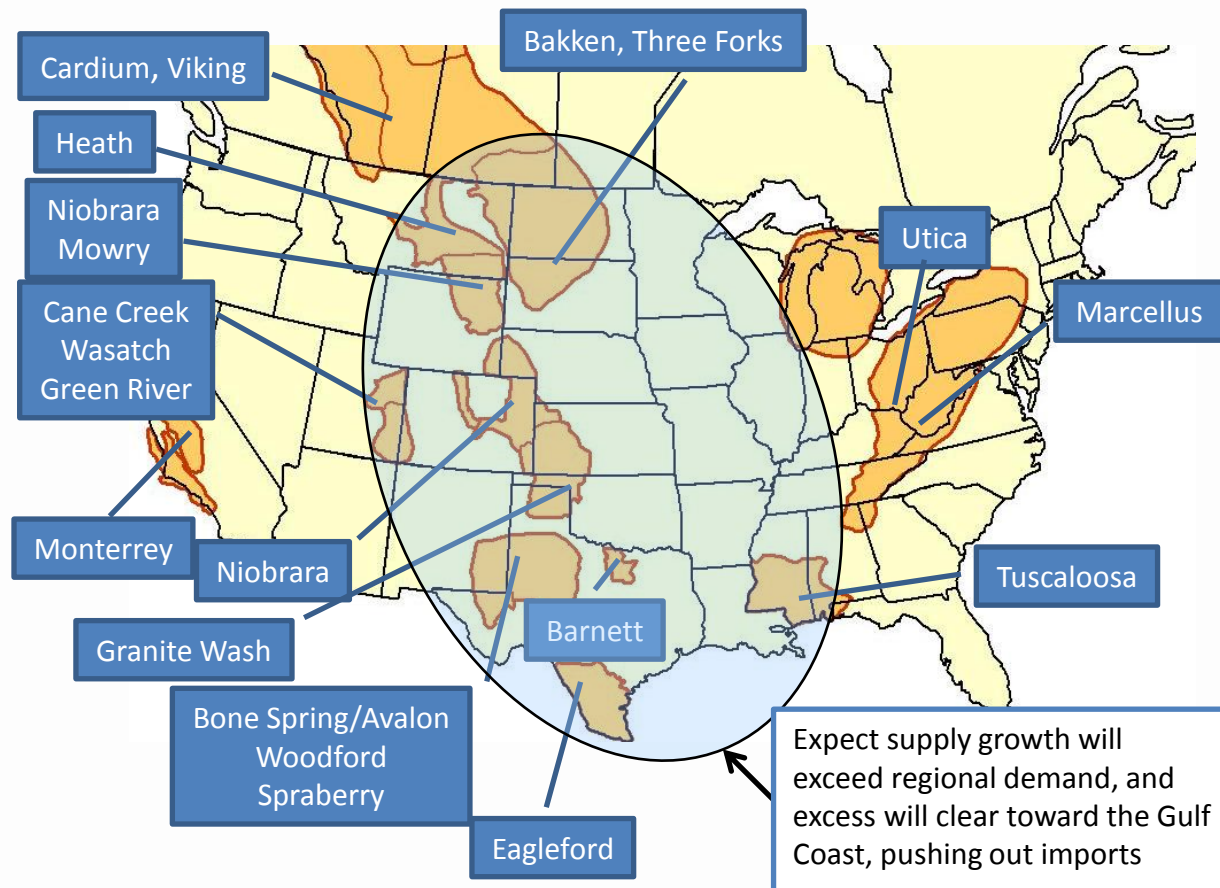 Cardium, Viking
Bakken, Three Forks
Heath
Niobrara
Mowry
Utica
Cane Creek
Wasatch
Green River
Marcellus
Monterrey
Niobrara
Tuscaloosa
Barnett
Granite Wash
Bone Spring/Avalon
Woodford
Spraberry
Eagleford
Expect supply growth will
exceed regional demand, and
excess will clear toward the Gulf
Coast, pushing out imports